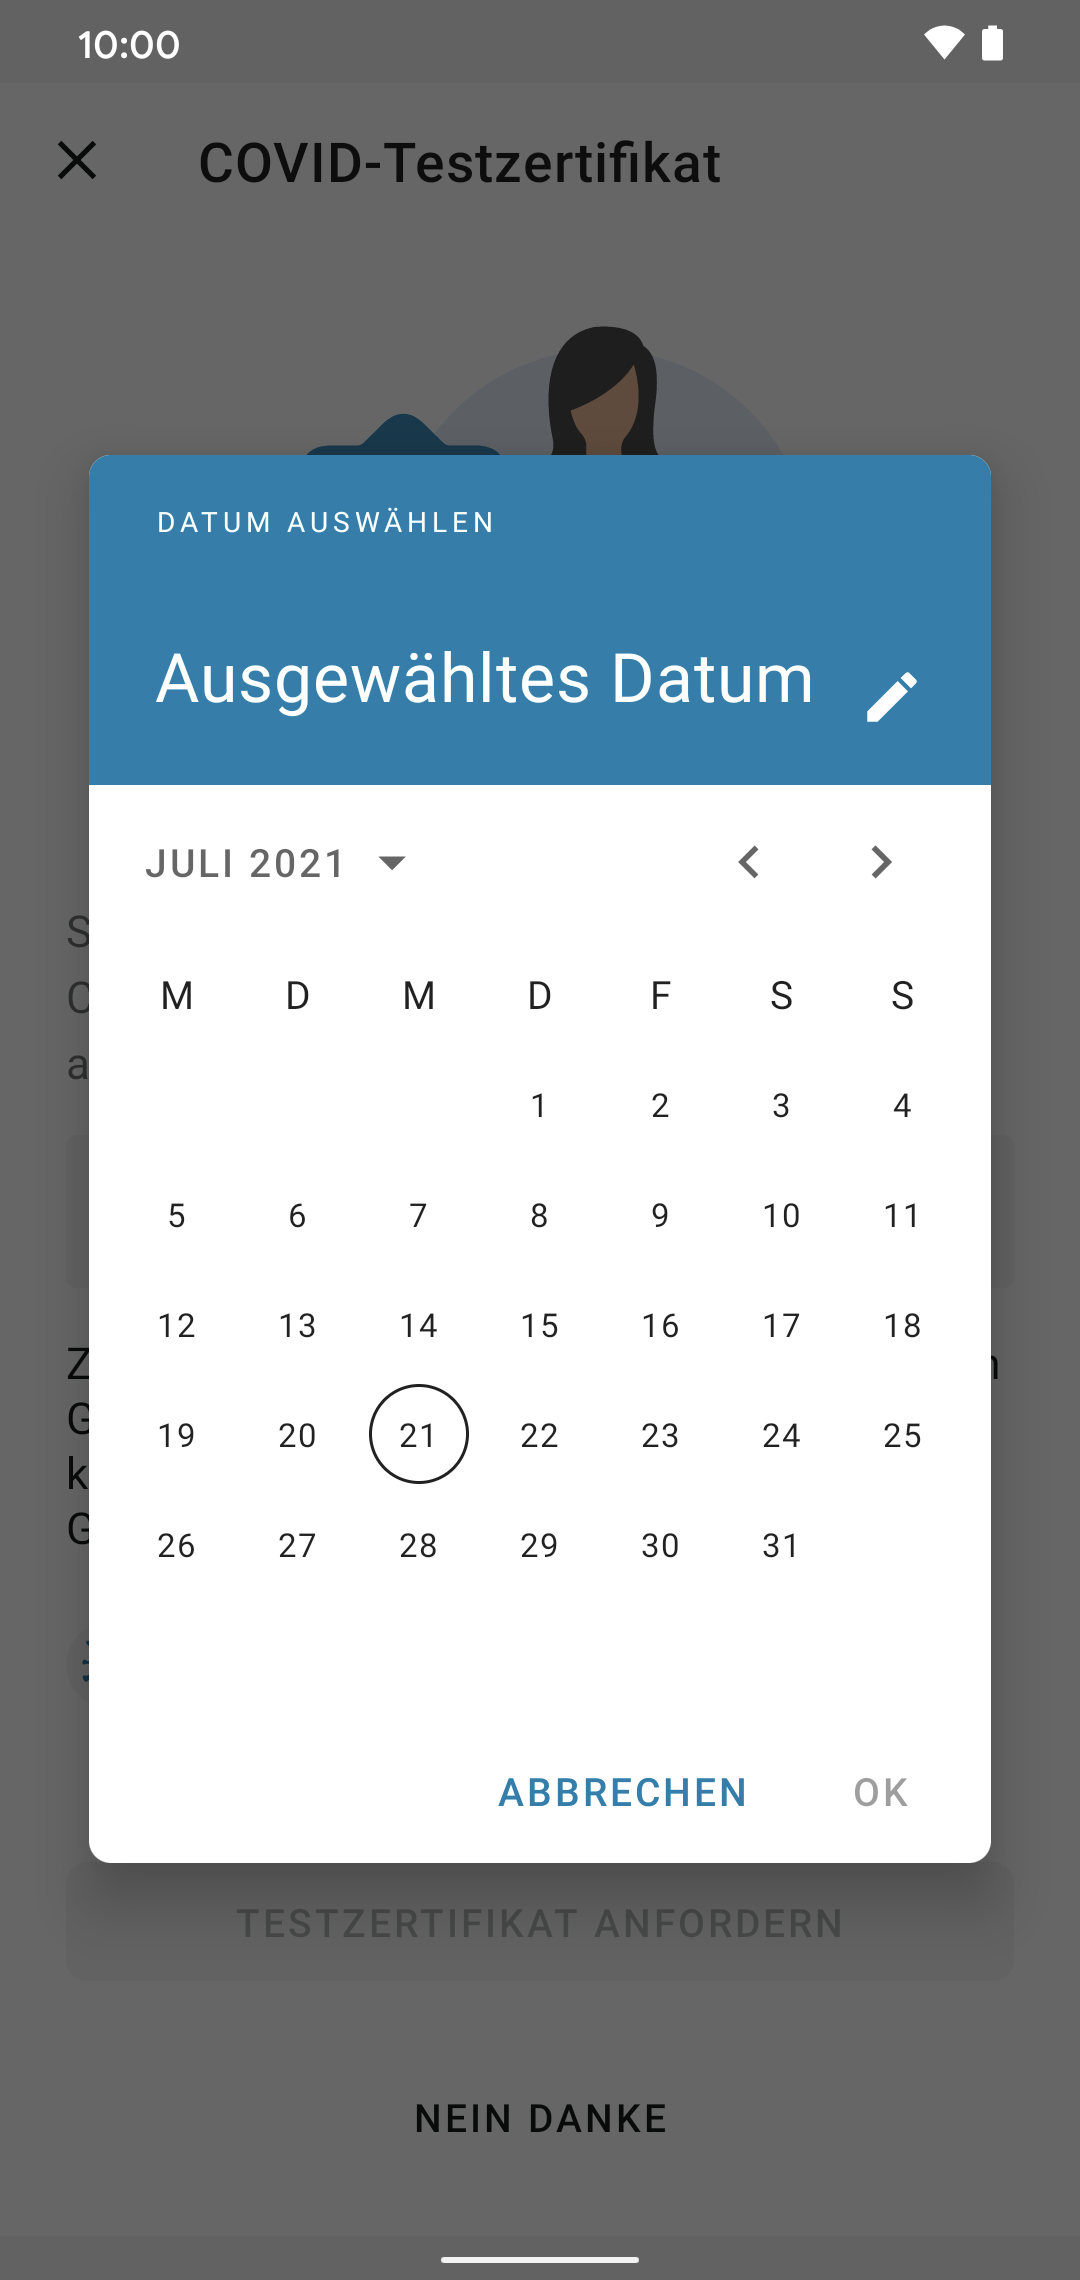 10:00
COVID-Testzertifikat
DATUM AUSWÄHLEN
Ausgewähltes Datum
JULI 2021
M D M D F S S
1 2 3 4
5 6 7 8 9 10 11
12 13 14 15 16 17 18
19 20 21 22 23 24 25
26 27 28 29 30 31
ABBRECHEN OK
TESTZERTIFIKAT ANFORDERN
NEIN DANKE